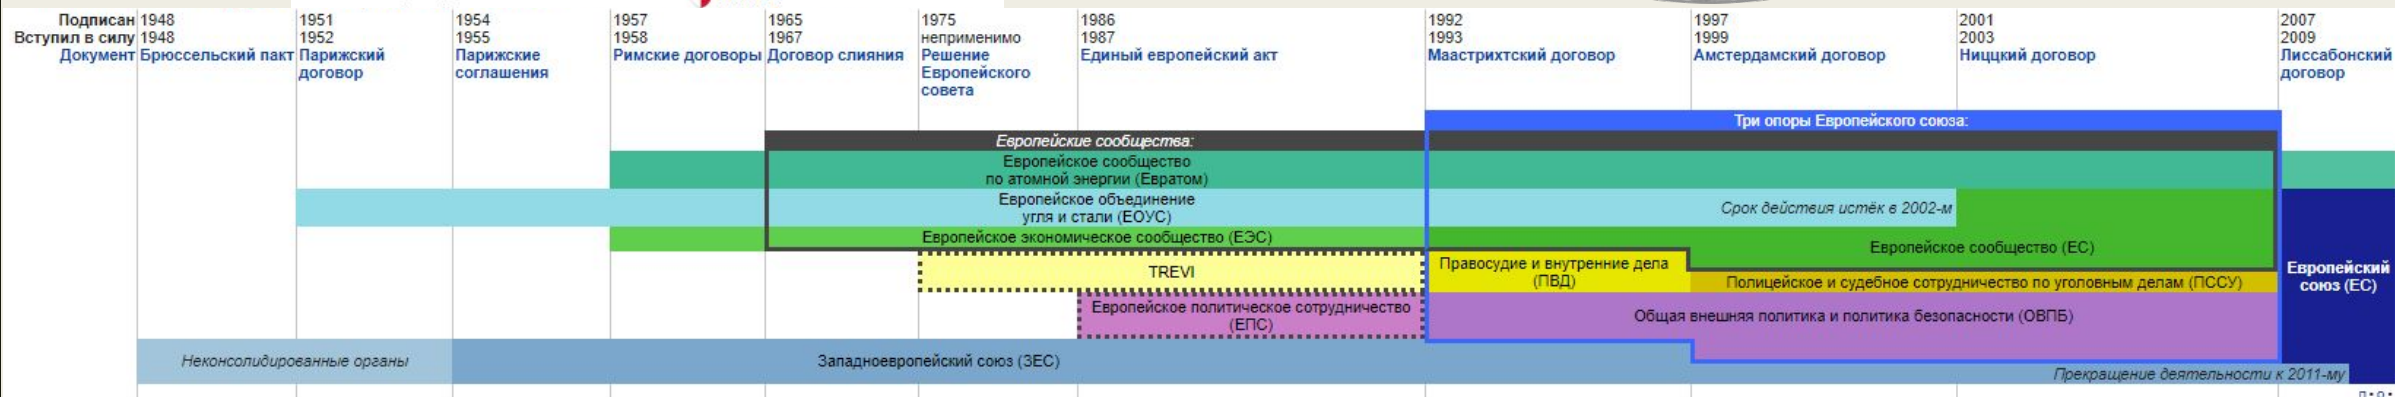 Подписан
Вступил в силу
Документ
1948
1948
Брюссельский пакт
1951
1952
Парижский
договор
1954
1955
Парижские
соглашения
1957
1958
Римские договоры
1965
1967
Договор слияния
1975
неприменимо
Решение
Европейского
совета
1986
1987
Единый европейский акт
1992
1993
Маастрихтский договор
1997
1999
Амстердамский договор
2001
2003
Ниццкий договор
2007
2009
Лиссабонский
договор
Три опоры Европейского союза:
Европейские сообщества:
Европейское сообщество
по атомной энергии (Евратом)
Европейское объединение
угля и стали (ЕОУС)
Срок действия истёк в 2002-м
Европейское экономическое сообщество (ЕЭС)
Европейское сообщество (ЕС)
TREVI
Правосудие и внутренние дела
(ПВД)
Полицейское и судебное сотрудничество по уголовным делам (ПССУ)
Европейский
союз (ЕС)
Европейское политическое сотрудничество
(ЕПС)
Общая внешняя политика и политика безопасности (ОВПБ)
Неконсолидированные органы
Западноевропейский союз (ЗЕС)
Прекращение деятельности к 2011-му